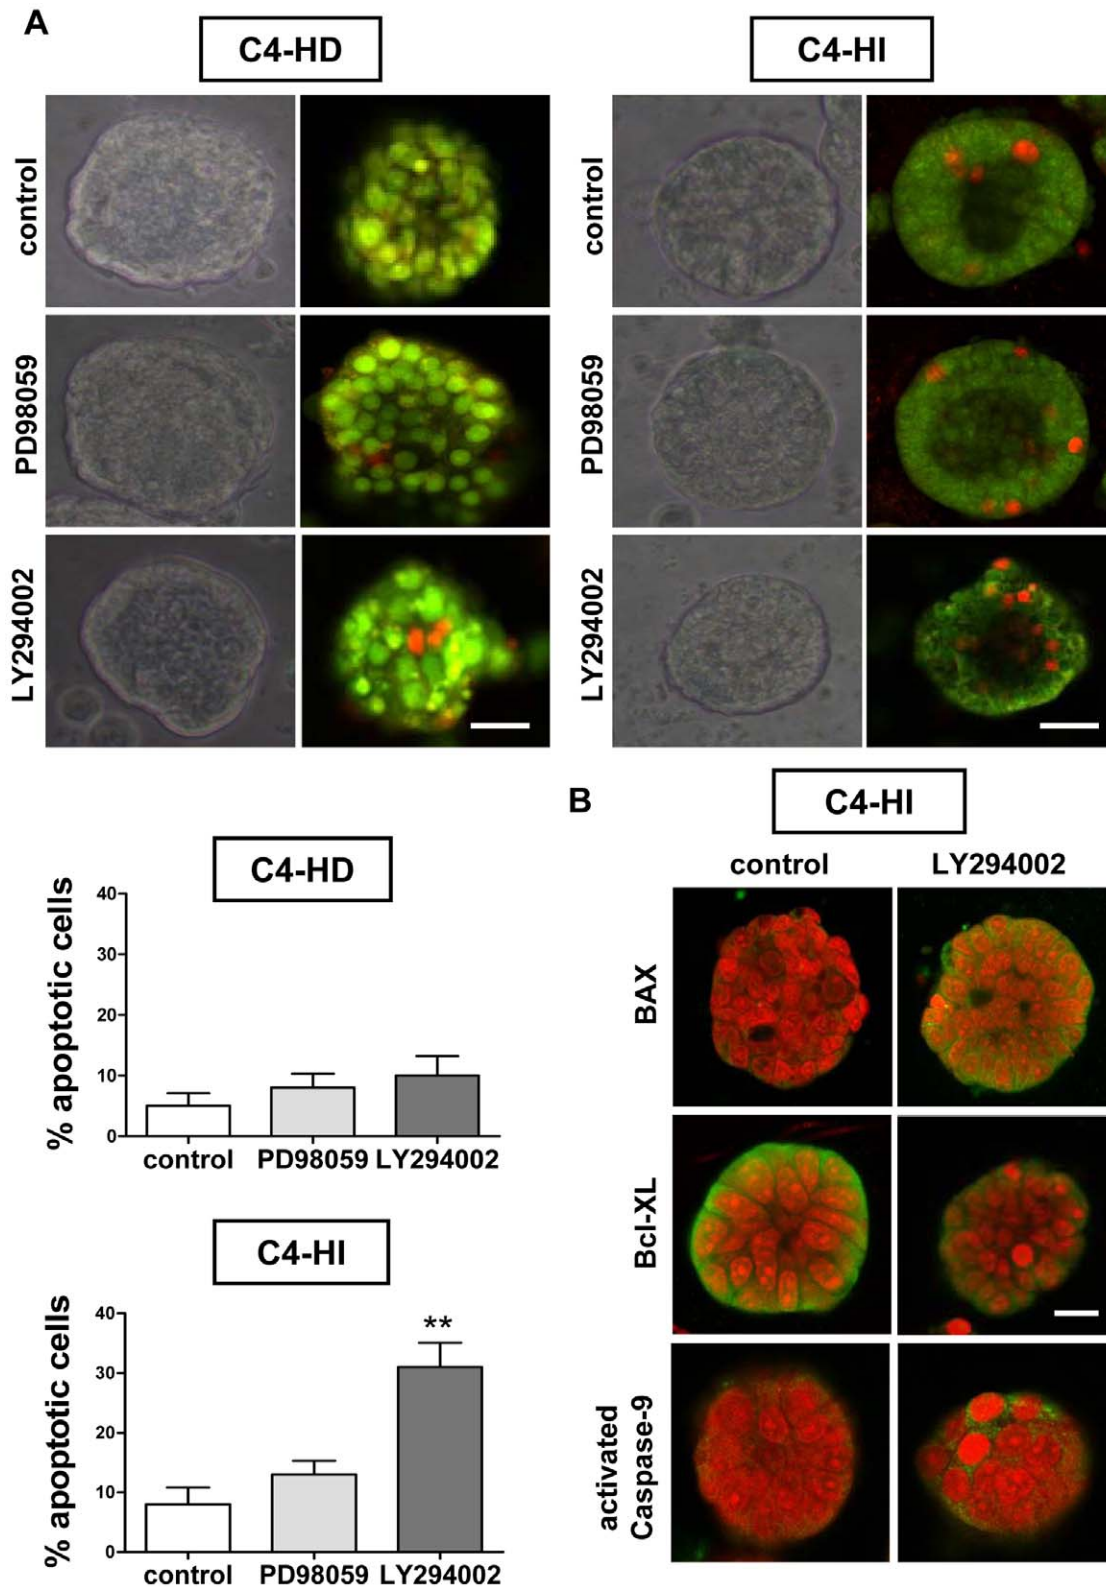 A
C4-HD
C4-HI
control
PD98059
LY294002
control
PD98059
LY294002
C4-HD
% apoptotic cells
40
30
20
10
0
control PD98059 LY294002
C4-HI
% apoptotic cells
40
30
20
10
0
**
control PD98059 LY294002
B
C4-HI
control LY294002
BAX
Bcl-XL
activated
Caspase-9